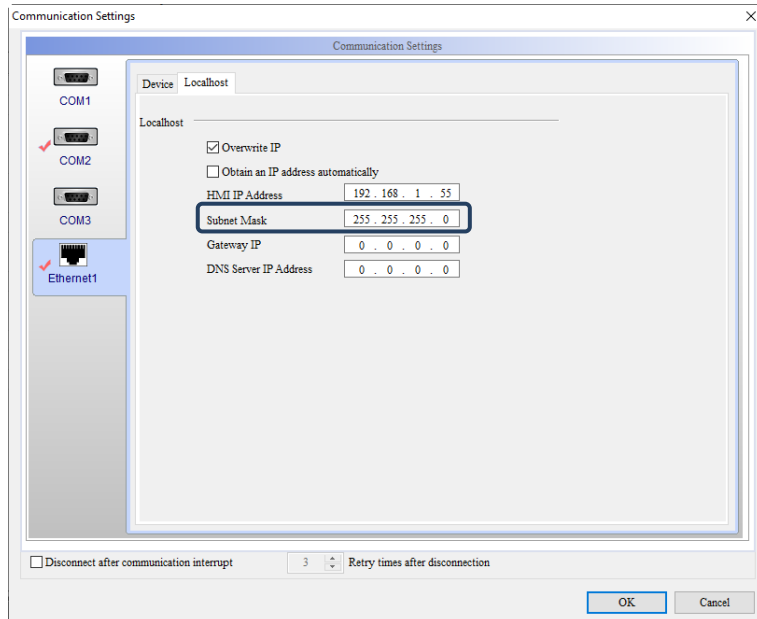 Communication Settings
Communication Settings
COM1
COM2
COM3
Ethernet1
Device Localhost
Localhost
Overwrite IP
Obtain an IP address automatically
HMI IP Address 192 . 168 . 1 . 55
Subnet Mask 255 . 255 . 255 . 0
Gateway IP 0 . 0 . 0 . 0
DNS Server IP Address 0 . 0 . 0 . 0
Disconnect after communication interrupt 3 Retry times after disconnection
OK Cancel